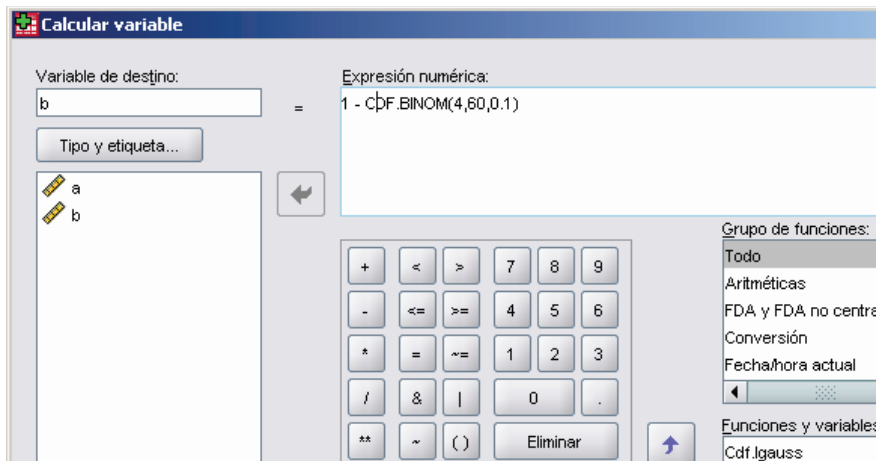 Calcular variable
Variable de destino:
b
=
Tipo y etiqueta...
a
b
Expresión numérica:
1 - CDF.BINOM(4,60,0.1)
+ < > 7 8 9
- <= >= 4 5 6
* = ~= 1 2 3
/ & | 0 .
** ~ ( ) Eliminar
Grupo de funciones:
Todo
Aritméticas
FDA y FDA no centra
Conversión
Fecha/hora actual
Funciones y variables
Cdf.Igauss